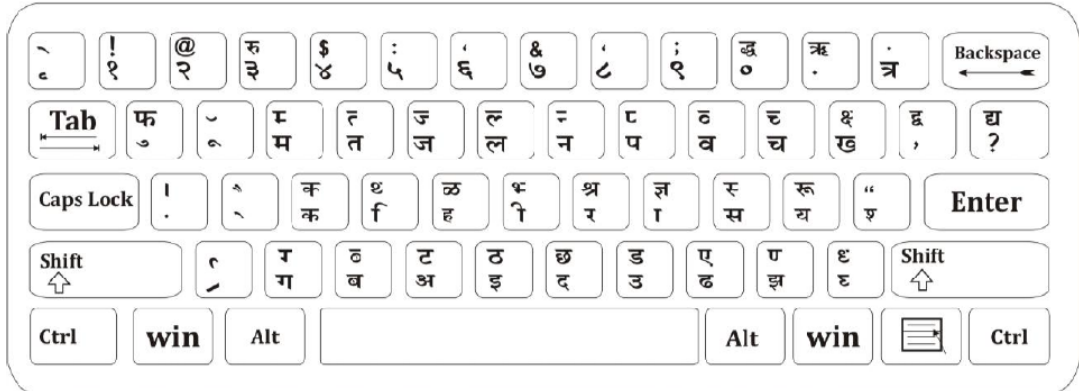 ! @ रु $ : ‘ & ‘ ; द्ध ऋ . Backspace
१ २ ३ ४ ५ ६ ७ ८ ९ ० . त्र
Tab फ म्‍ त्‍ ज्‍ ल्‍ न्‍ प्‍ व्‍ च्‍ क्ष्‍ द्व द्य
ु ू म त ज ल न प व च ख , ?
Caps Lock । क थ्‍ ळ भ्‍ श्र ज्ञ स्‍ रू “ Enter
. े क ि ह ी र ा स य श्‍
Shift ग्‍ ब्‍ ट ठ छ ड ए ण्‍ ध्‍ Shift
ग ब अ इ द उ ढ झ घ्‍
Ctrl win Alt Alt win Ctrl